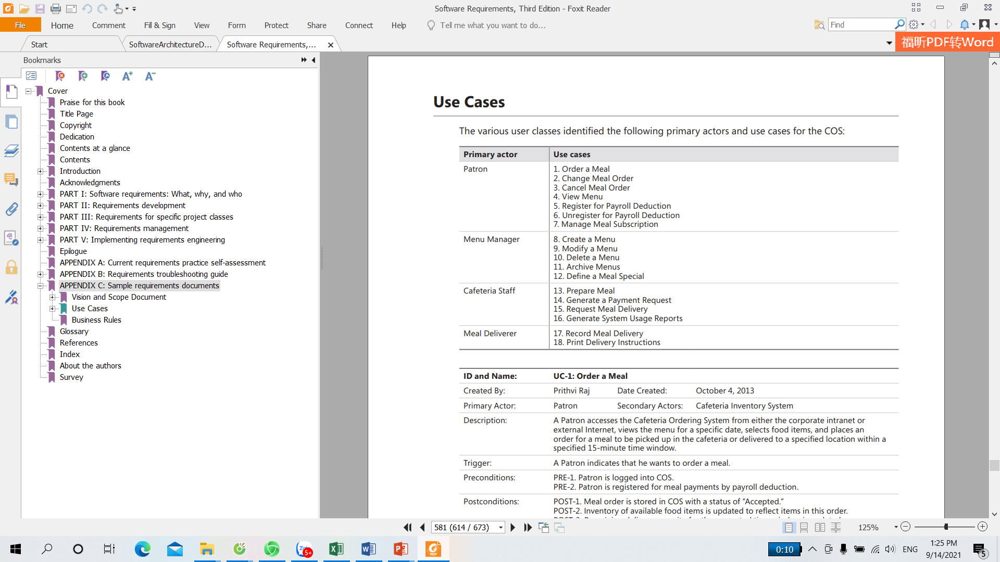 Software Requirements, Third Edition - Foxit Reader
File Home Comment Fill & Sign View Form Protect Share Connect Help Tell me what you want to do... Find
Start SoftwareArchitectureD... Software Requirements,... 福昕PDF转Word
Bookmarks
Cover
Praise for this book
Title Page
Copyright
Dedication
Contents at a glance
Contents
Introduction
Acknowledgments
PART I: Software requirements: What, why, and who
PART II: Requirements development
PART III: Requirements for specific project classes
PART IV: Requirements management
PART V: Implementing requirements engineering
Epilogue
APPENDIX A: Current requirements practice self-assessment
APPENDIX B: Requirements troubleshooting guide
APPENDIX C: Sample requirements documents
Vision and Scope Document
Use Cases
Business Rules
Glossary
References
Index
About the authors
Survey
Use Cases
The various user classes identified the following primary actors and use cases for the COS:
Primary actor Use cases
Patron 1. Order a Meal
2. Change Meal Order
3. Cancel Meal Order
4. View Menu
5. Register for Payroll Deduction
6. Unregister for Payroll Deduction
7. Manage Meal Subscription
Menu Manager 8. Create a Menu
9. Modify a Menu
10. Delete a Menu
11. Archive Menus
12. Define a Meal Special
Cafeteria Staff 13. Prepare Meal
14. Generate a Payment Request
15. Request Meal Delivery
16. Generate System Usage Reports
Meal Deliverer 17. Record Meal Delivery
18. Print Delivery Instructions
ID and Name: UC-1: Order a Meal
Created By: Prithvi Raj Date Created: October 4, 2013
Primary Actor: Patron Secondary Actors: Cafeteria Inventory System
Description: A Patron accesses the Cafeteria Ordering System from either the corporate intranet or
external Internet, views the menu for a specific date, selects food items, and places an
order for a meal to be picked up in the cafeteria or delivered to a specified location within a
specified 15-minute time window.
Trigger: A Patron indicates that he wants to order a meal.
Preconditions: PRE-1. Patron is logged into COS.
PRE-2. Patron is registered for meal payments by payroll deduction.
Postconditions: POST-1. Meal order is stored in COS with a status of "Accepted."
POST-2. Inventory of available food items is updated to reflect items in this order.
581 (614 / 673) 125%
5+ 0:10 ENG 1:25 PM
9/14/2021 5